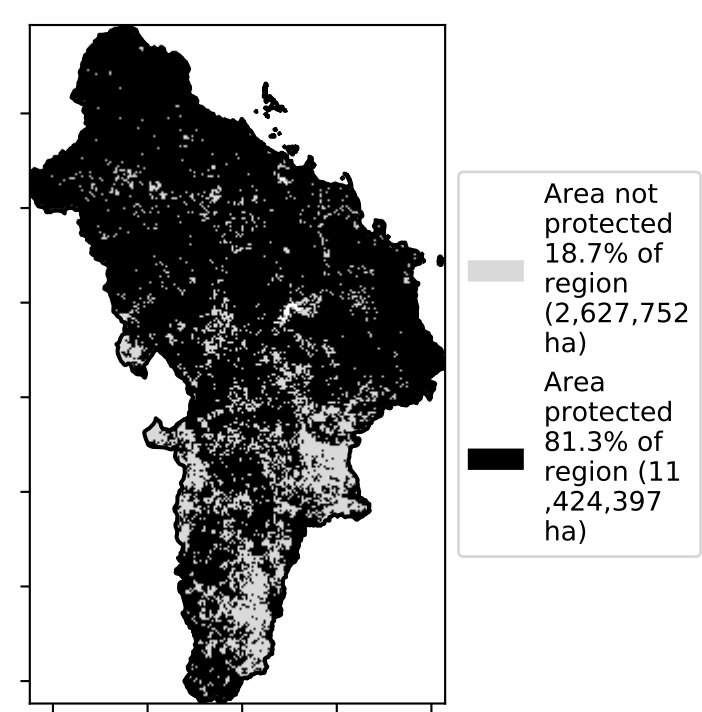 Area not
protected
18.7% of
region
(2,627,752
ha)
Area
protected
81.3% of
region (11
,424,397
ha)